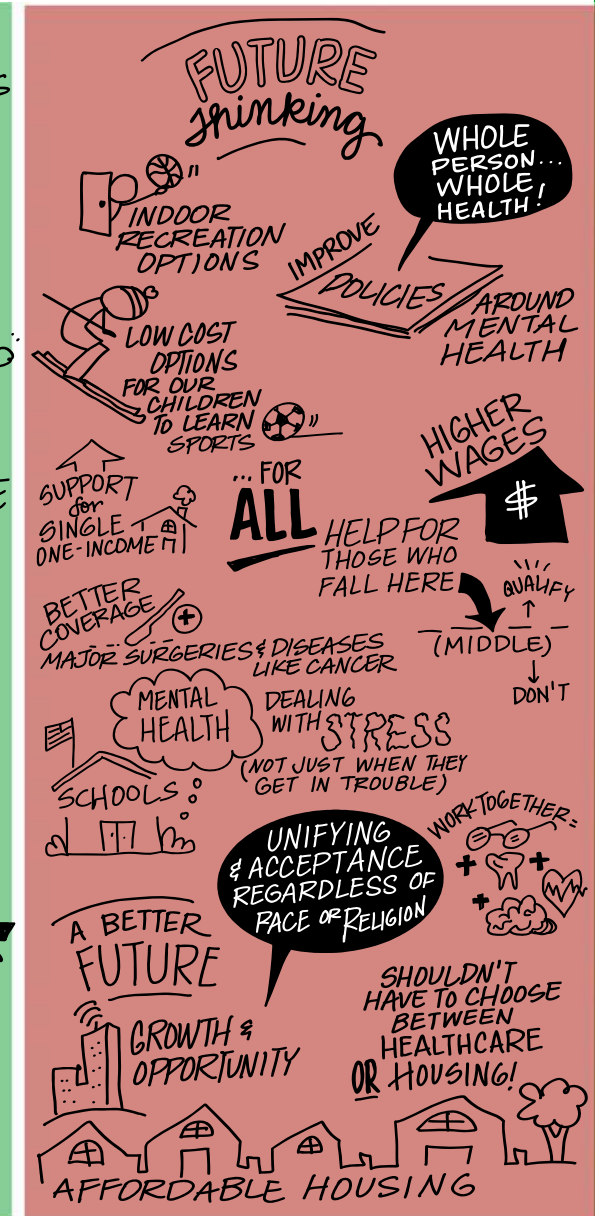 FUTURE
Thinking
WHOLE
PERSON...
WHOLE
HEALTH!
INDOOR
RECREATION
OPTIONS
IMPROVE
POLICIES
AROUND
MENTAL
HEALTH
LOW COST
OPTIONS
FOR OUR
CHILDREN
TO LEARN
SPORTS
HIGHER
WAGES
$
SUPPORT
for
SINGLE
ONE-INCOME
... FOR
ALL
HELP FOR
THOSE WHO
FALL HERE
QUALIFY
(MIDDLE)
DON'T
BETTER
COVERAGE
MAJOR SURGERIES & DISEASES
LIKE CANCER
MENTAL
HEALTH
DEALING
WITH STRESS
(NOT JUST WHEN THEY
GET IN TROUBLE)
SCHOOLS
UNIFYING
& ACCEPTANCE
REGARDLESS OF
RACE OR RELIGION
WORK TOGETHER=
A BETTER
FUTURE
GROWTH &
OPPORTUNITY
SHOULDN'T
HAVE TO CHOOSE
BETWEEN
HEALTHCARE
OR HOUSING!
AFFORDABLE HOUSING